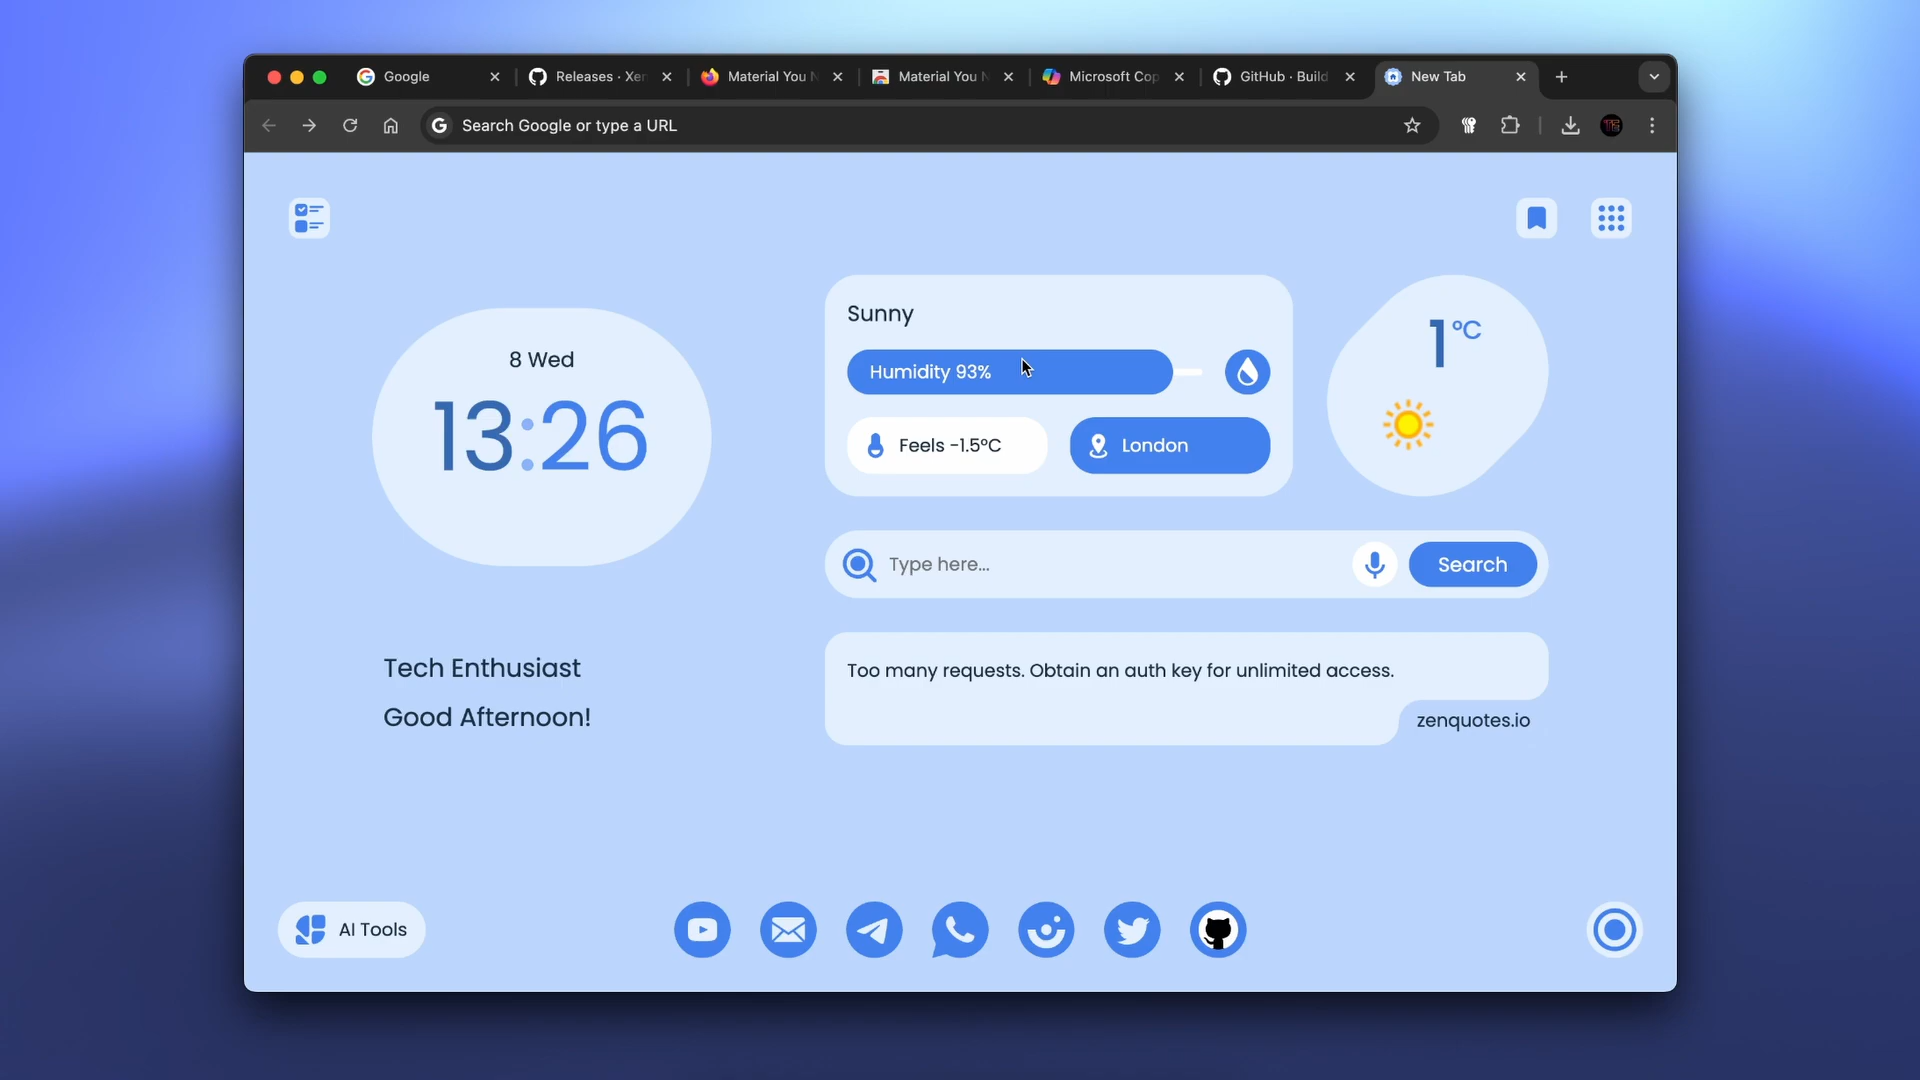 Google
Releases · Xer
Material You N
Material You N
Microsoft Cop
GitHub · Build
New Tab
Search Google or type a URL
8 Wed
13:26
Sunny
Humidity 93%
Feels -1.5°C
London
1°C
Type here...
Search
Tech Enthusiast
Good Afternoon!
Too many requests. Obtain an auth key for unlimited access.
zenquotes.io
AI Tools